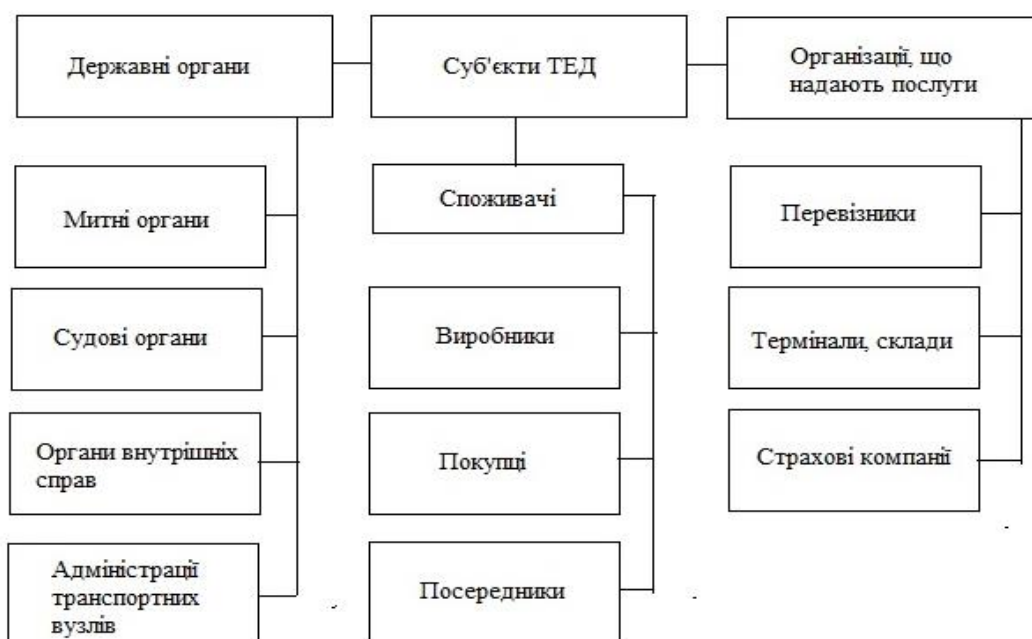 Державні органи
Суб'єкти ТЕД
Організації, що
надають послуги
Митні органи
Споживачі
Перевізники
Судові органи
Виробники
Термінали, склади
Органи внутрішніх
справ
Покупці
Страхові компанії
Адміністрації
транспортних
вузлів
Посередники